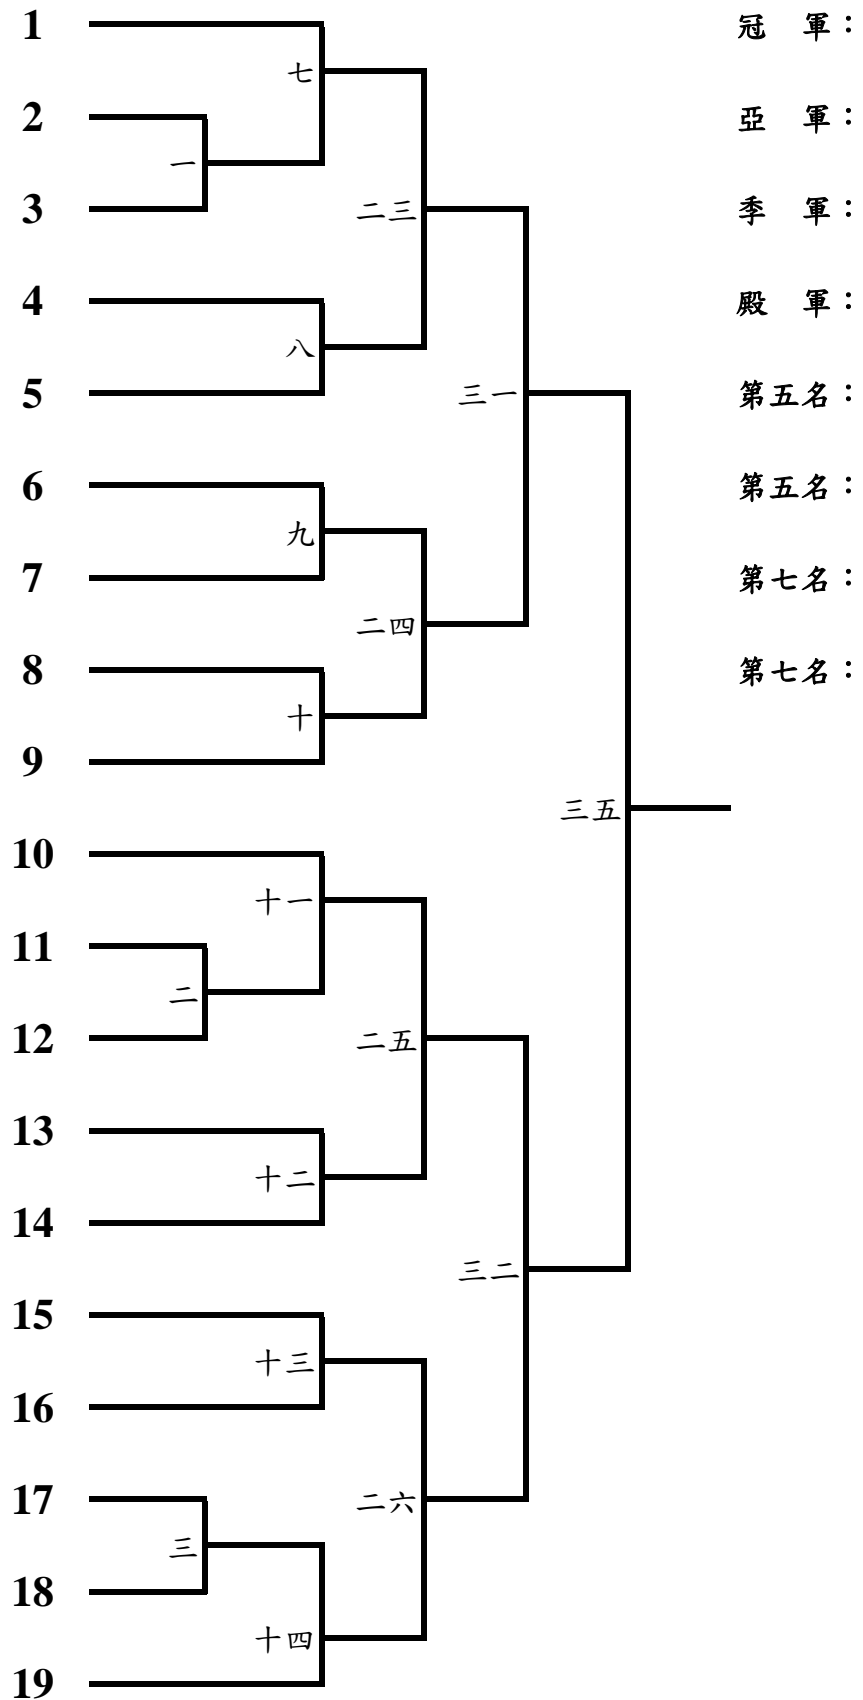 1 冠 軍：
七
2 亞 軍：
一
3 二三 季 軍：
4 殿 軍：
八
5 三一 第五名：
6 第五名：
九
7 第七名：
二四
8 第七名：
十
9
三五
10
十一
11
二
12 二五
13
十二
14
三二
15
十三
16
17 二六
三
18
十四
19